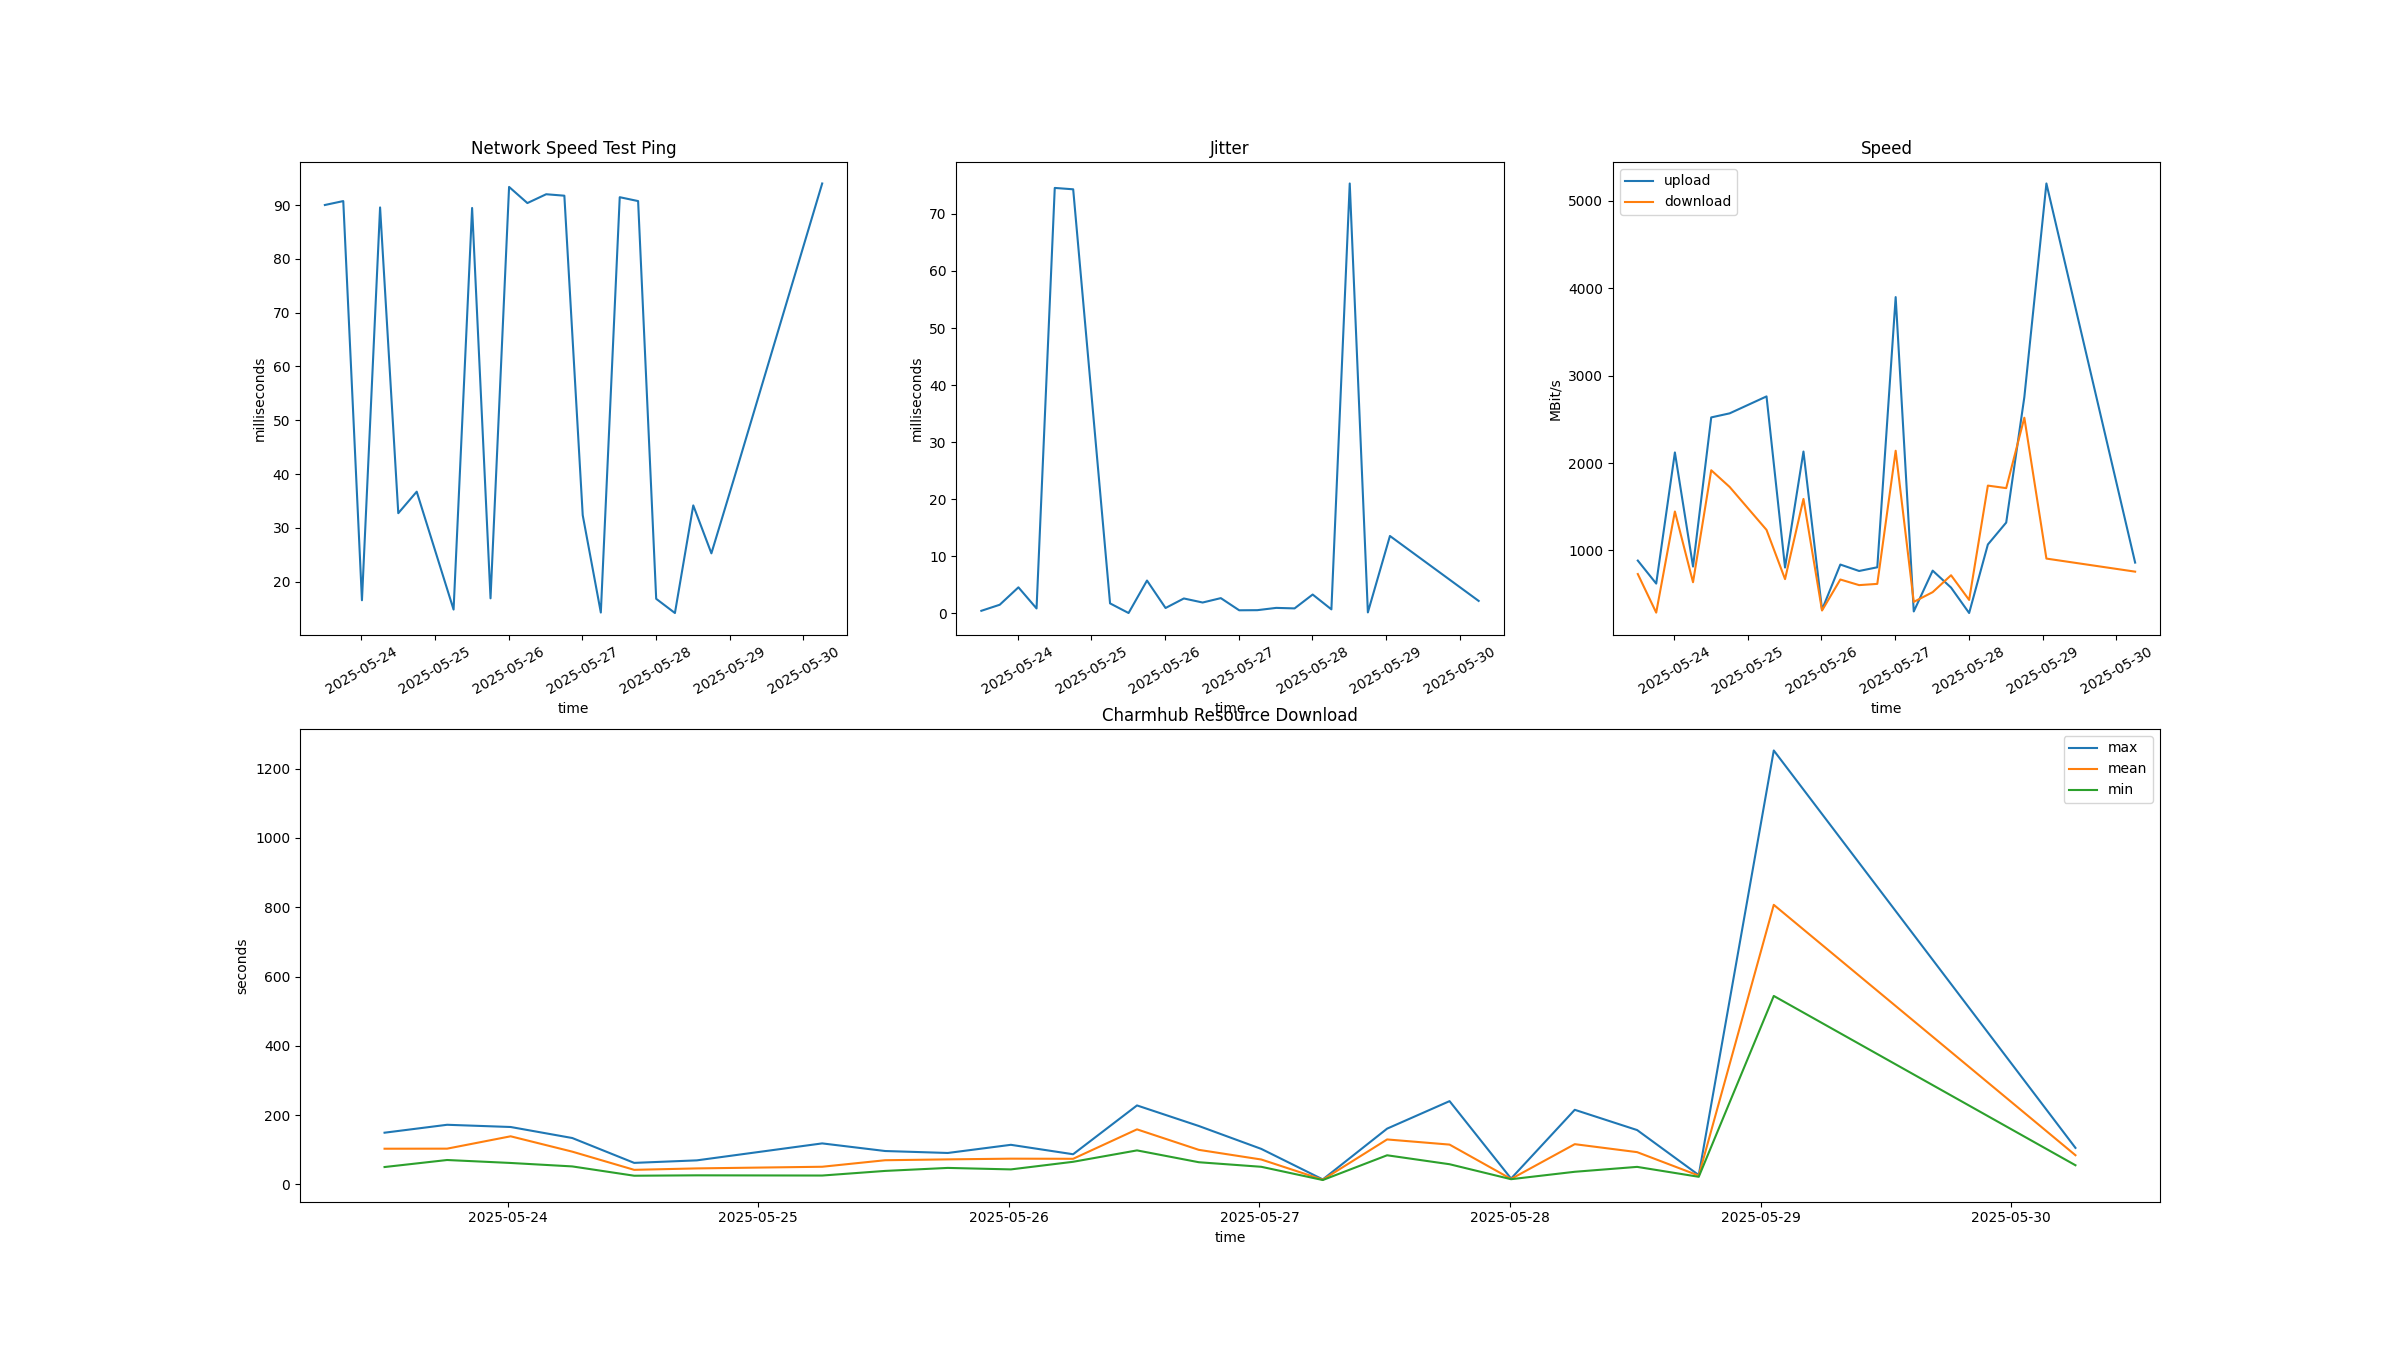 Network Speed Test Ping
90
80
70
60
50
40
30
20
milliseconds
2025-05-24 2025-05-25 2025-05-26 2025-05-27 2025-05-28 2025-05-29 2025-05-30
time
Jitter
70
60
50
40
30
20
10
0
milliseconds
2025-05-24 2025-05-25 2025-05-26 2025-05-27 2025-05-28 2025-05-29 2025-05-30
time
Speed
upload
download
5000
4000
3000
2000
1000
MBit/s
2025-05-24 2025-05-25 2025-05-26 2025-05-27 2025-05-28 2025-05-29 2025-05-30
time
Charmhub Resource Download
max
mean
min
1200
1000
800
600
400
200
0
seconds
2025-05-24 2025-05-25 2025-05-26 2025-05-27 2025-05-28 2025-05-29 2025-05-30
time